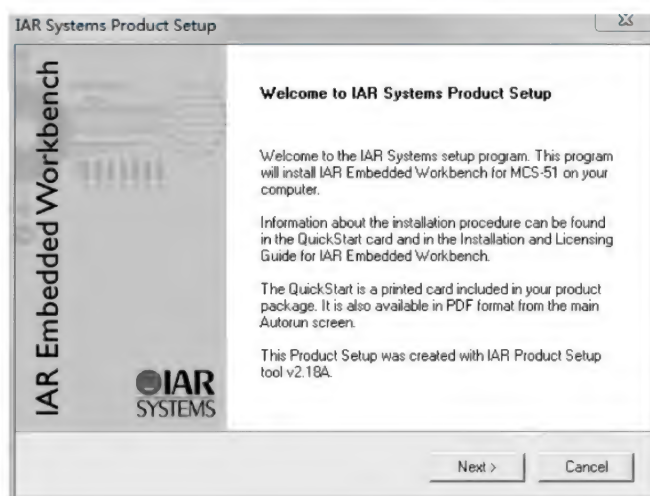 IAR Systems Product Setup
IAR Embedded Workbench
IAR
SYSTEMS
Welcome to IAR Systems Product Setup
Welcome to the IAR Systems setup program. This program
will install IAR Embedded Workbench for MCS-51 on your
computer.
Information about the installation procedure can be found
in the QuickStart card and in the Installation and Licensing
Guide for IAR Embedded Workbench.
The QuickStart is a printed card included in your product
package. It is also available in PDF format from the main
Autorun screen.
This Product Setup was created with IAR Product Setup
tool v2.18A.
Next >
Cancel